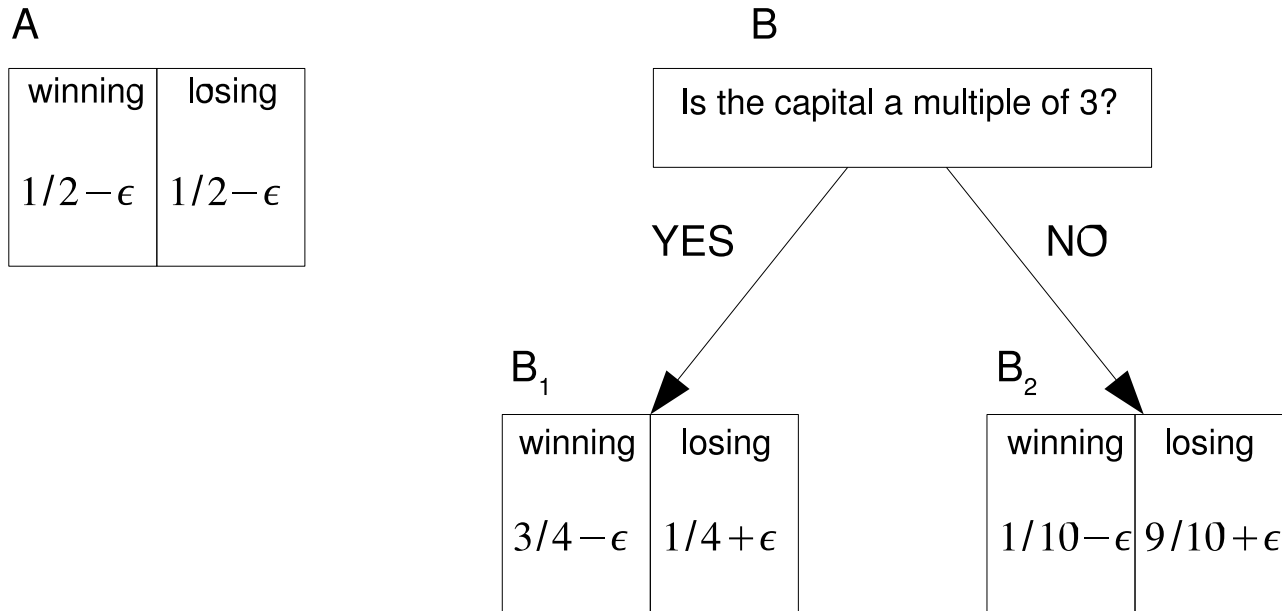 A
winning losing
1/2−ϵ 1/2−ϵ
B
Is the capital a multiple of 3?
YES NO
B₁
winning losing
3/4−ϵ 1/4+ϵ
B₂
winning losing
1/10−ϵ 9/10+ϵ